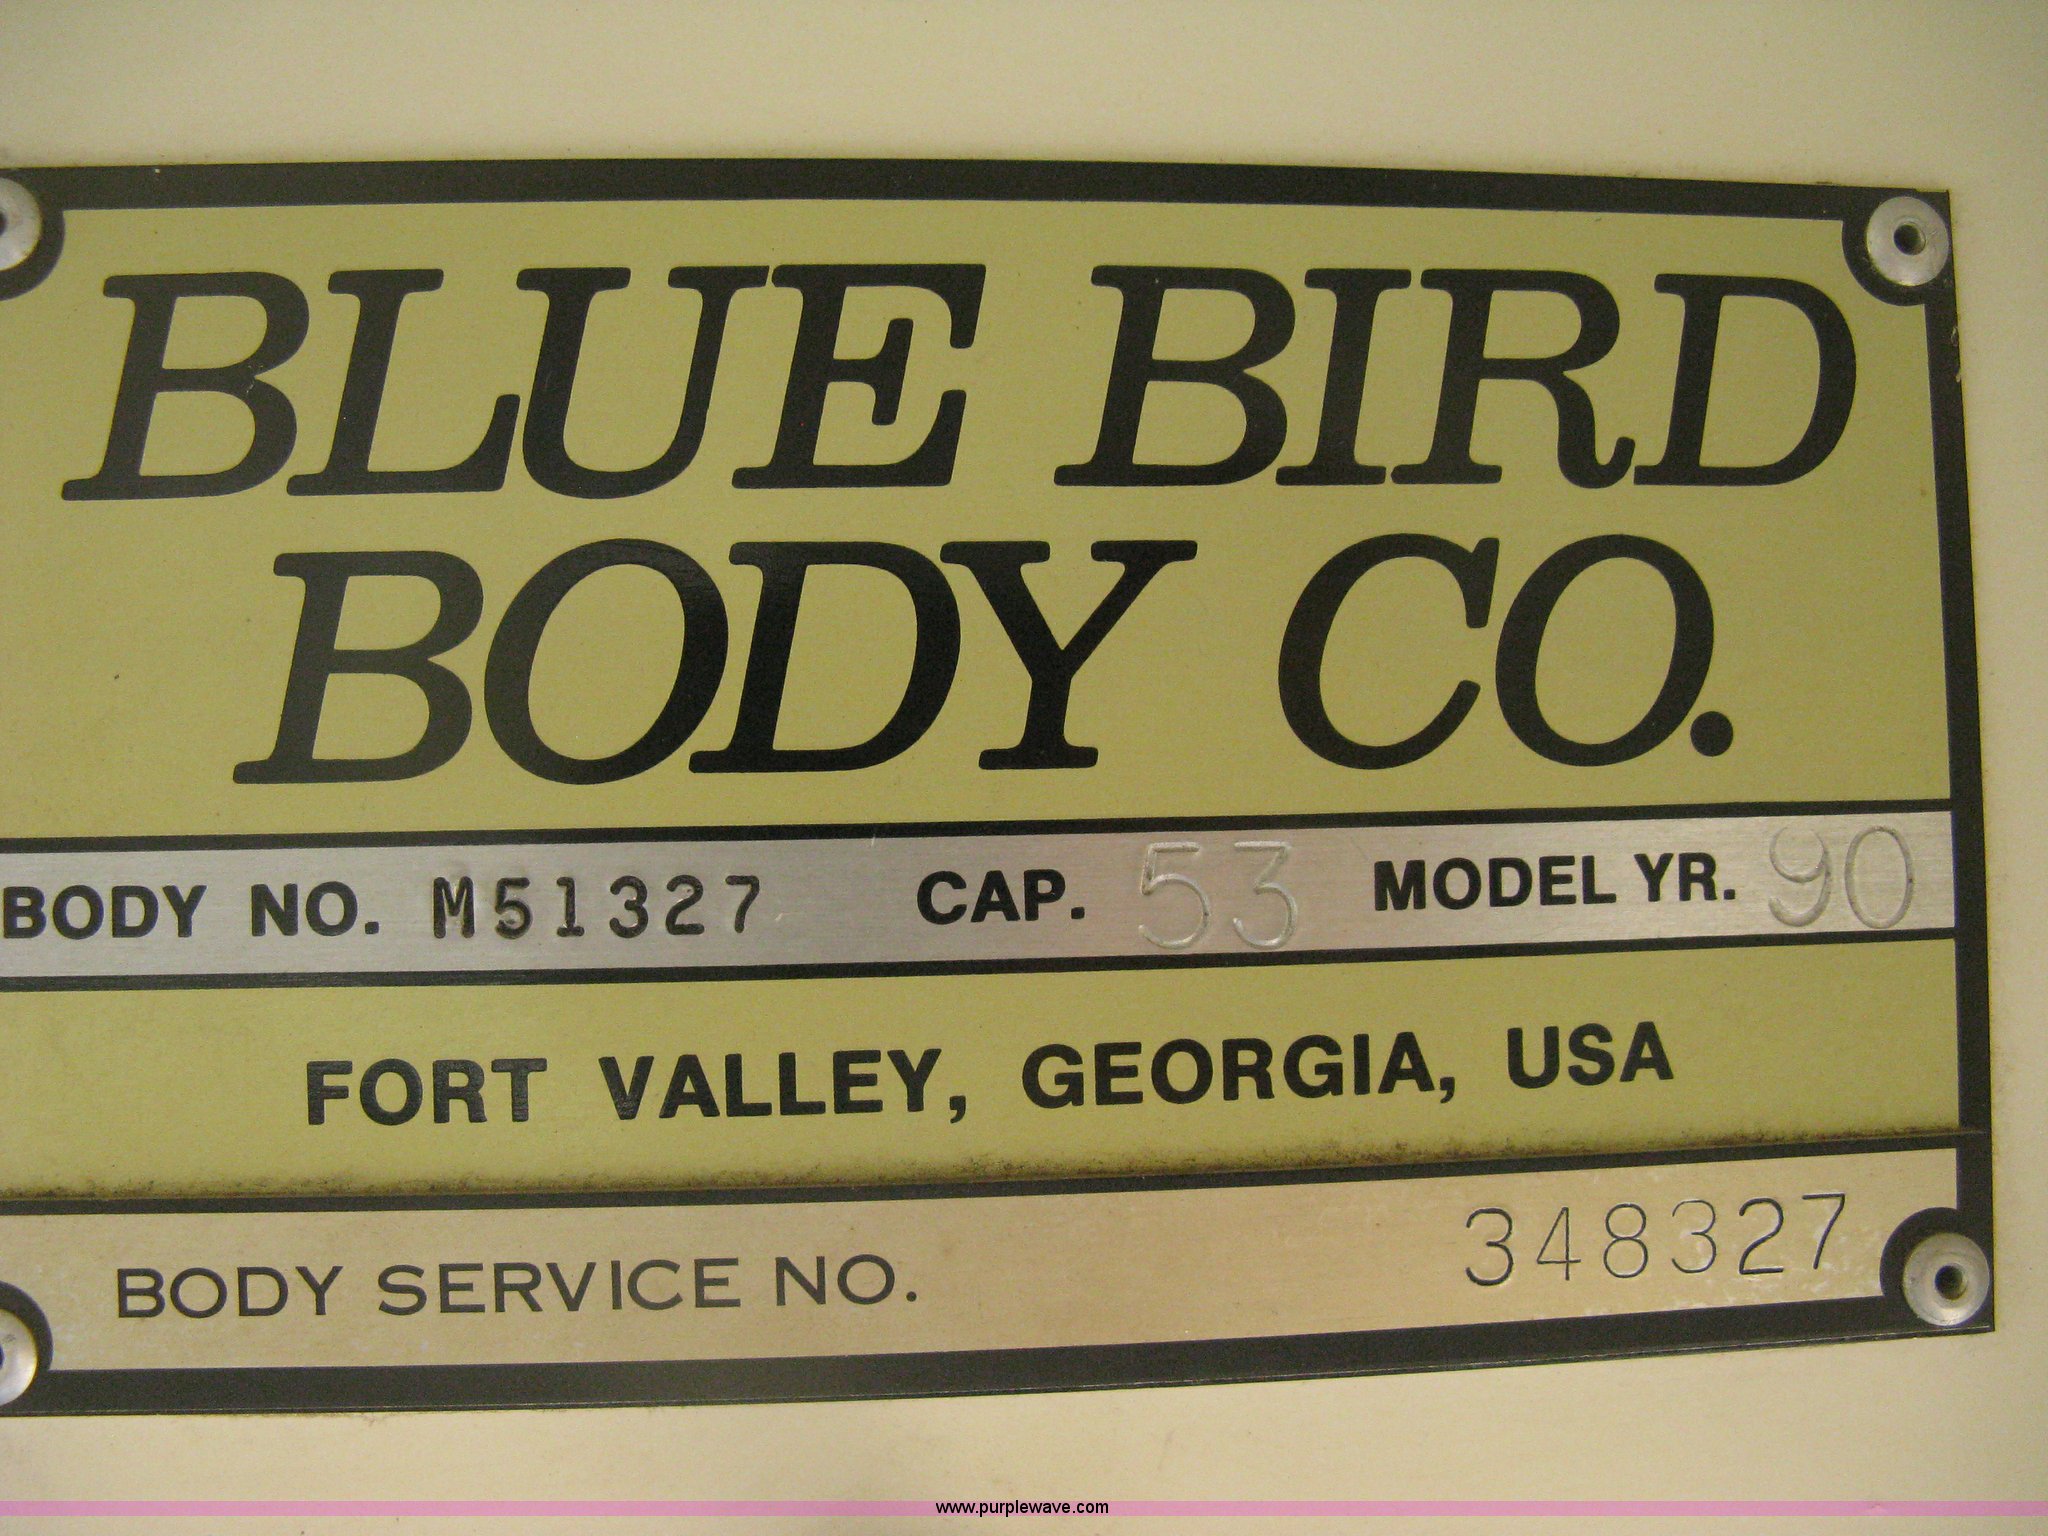 BLUE BIRD
BODY CO.
BODY NO. M51327 CAP. 53 MODEL YR. 90
FORT VALLEY, GEORGIA, USA
BODY SERVICE NO. 348327
www.purplewave.com